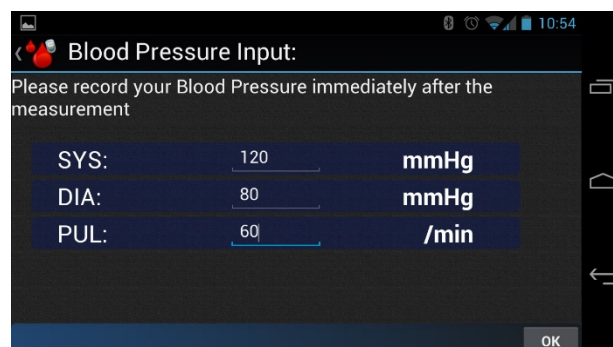 10:54
Blood Pressure Input:
Please record your Blood Pressure immediately after the
measurement
SYS: 120 mmHg
DIA: 80 mmHg
PUL: 60 /min
OK